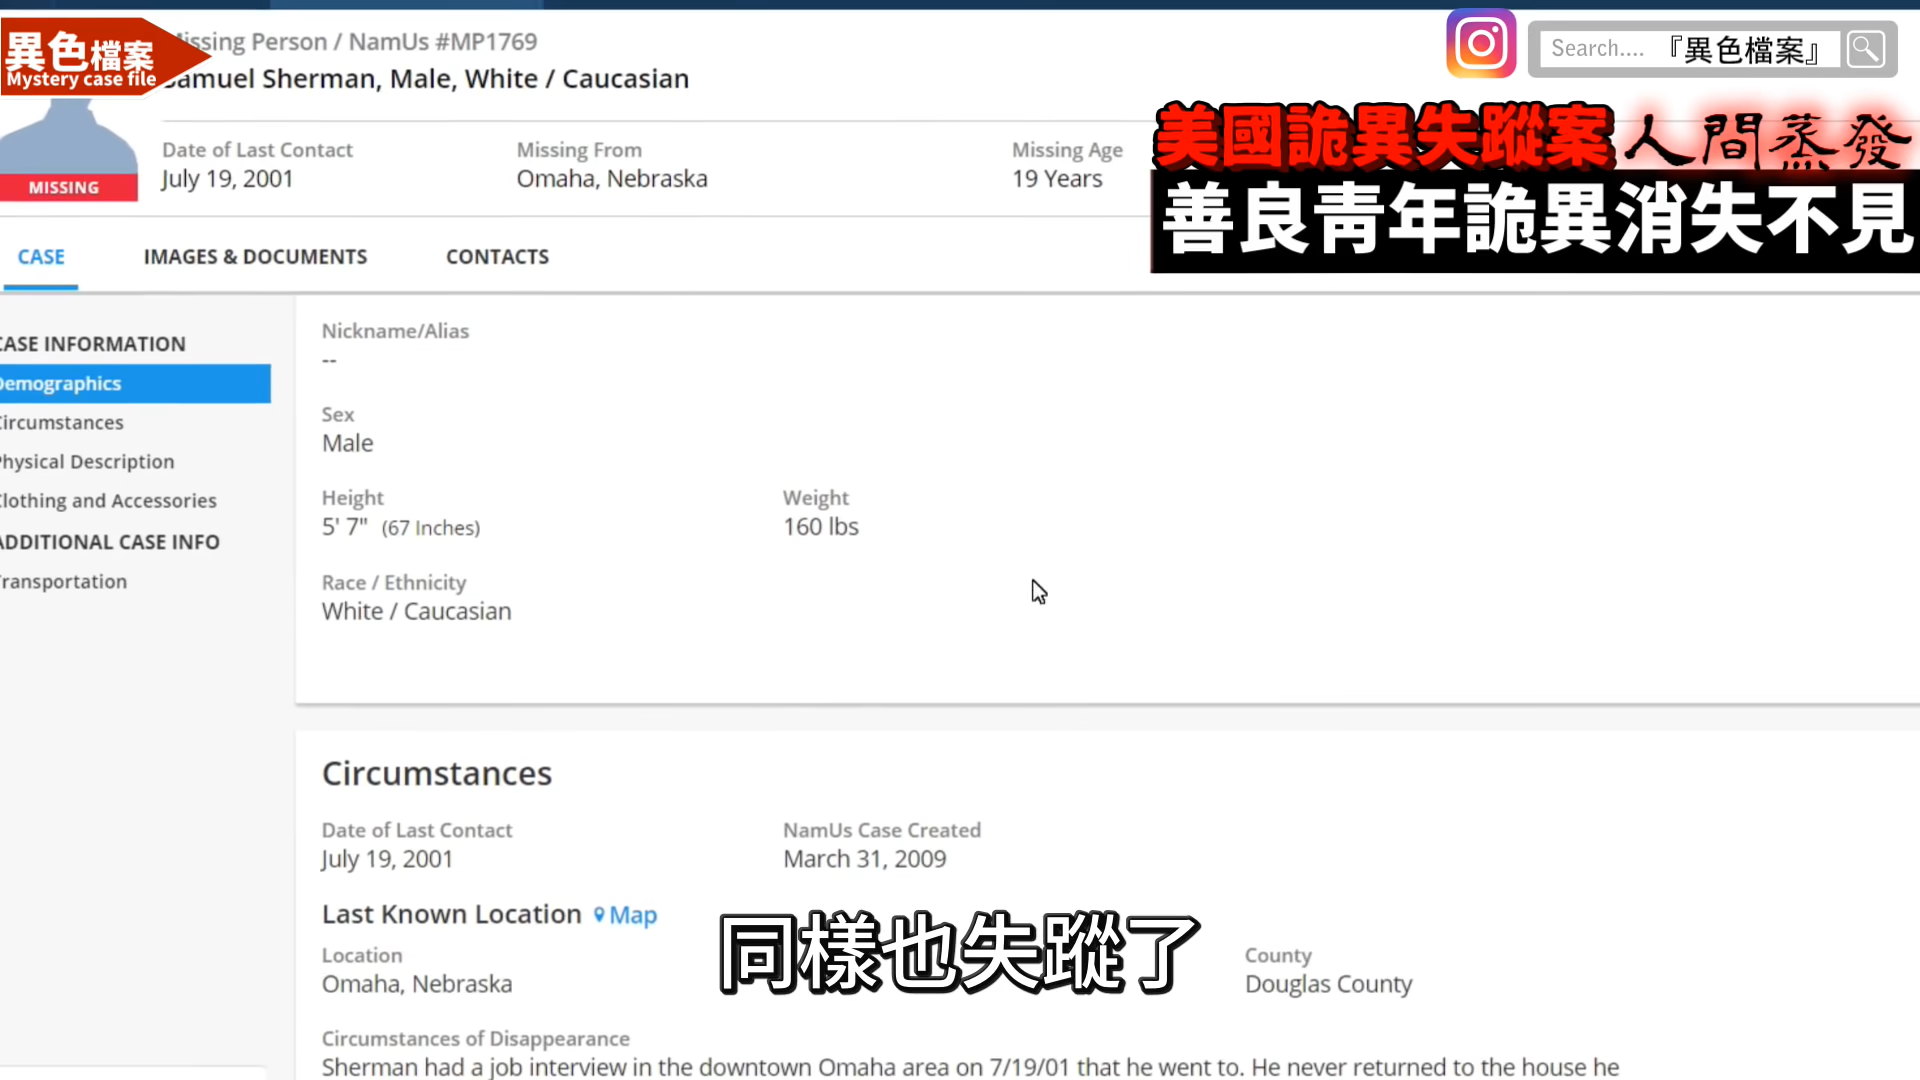 異色檔案
Mystery case file
issing Person / NamUs #MP1769
amuel Sherman, Male, White / Caucasian
Search....
『異色檔案』
美國詭異失蹤案 人間蒸發
善良青年詭異消失不見
MISSING
Date of Last Contact
July 19, 2001
Missing From
Omaha, Nebraska
Missing Age
19 Years
CASE
IMAGES & DOCUMENTS
CONTACTS
CASE INFORMATION
Demographics
Circumstances
Physical Description
Clothing and Accessories
ADDITIONAL CASE INFO
Transportation
Nickname/Alias
--
Sex
Male
Height
5' 7" (67 Inches)
Weight
160 lbs
Race / Ethnicity
White / Caucasian
Circumstances
Date of Last Contact
July 19, 2001
NamUs Case Created
March 31, 2009
Last Known Location Map
Location
Omaha, Nebraska
County
Douglas County
同樣也失蹤了
Circumstances of Disappearance
Sherman had a job interview in the downtown Omaha area on 7/19/01 that he went to. He never returned to the house he